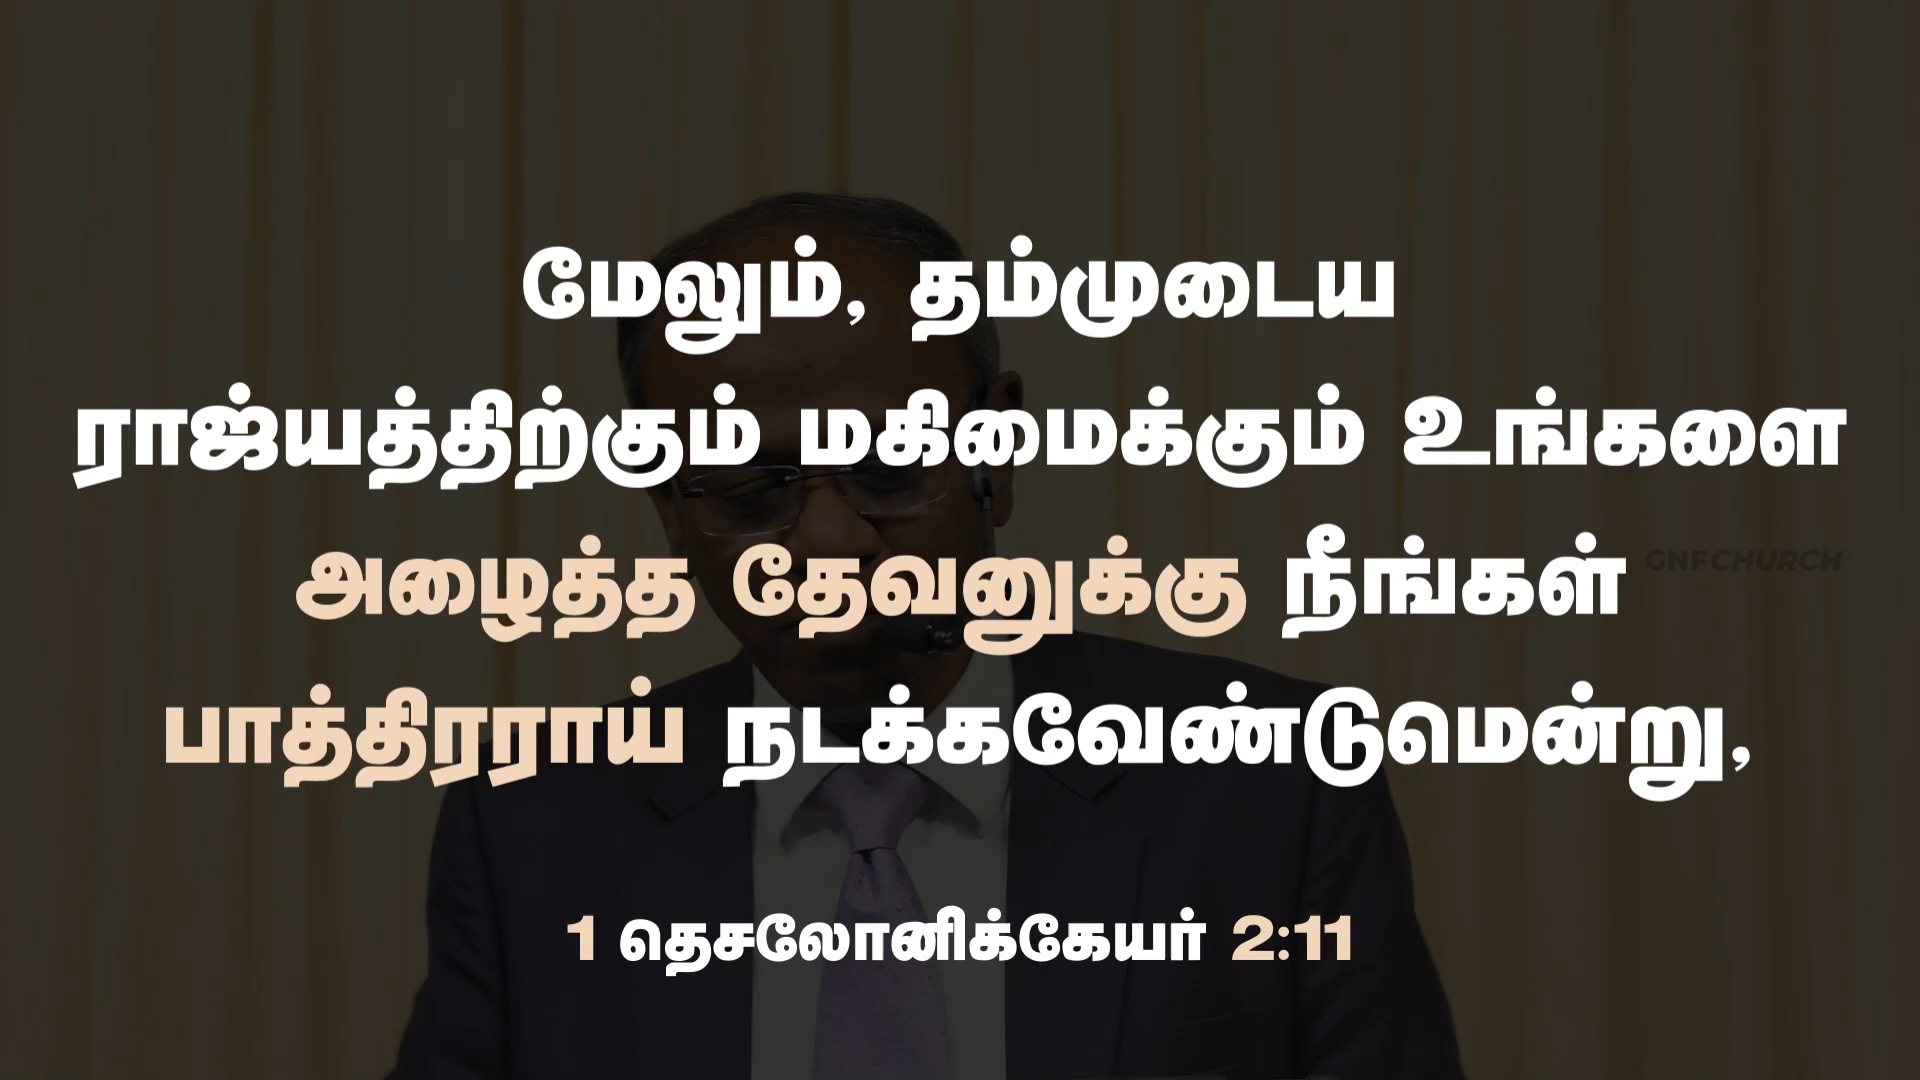 மேலும், தம்முடைய
ராஜ்யத்திற்கும் மகிமைக்கும் உங்களை
அழைத்த தேவனுக்கு நீங்கள்
GNFCHURCH
பாத்திரராய் நடக்கவேண்டுமென்று,
1 தெசலோனிக்கேயர் 2:11